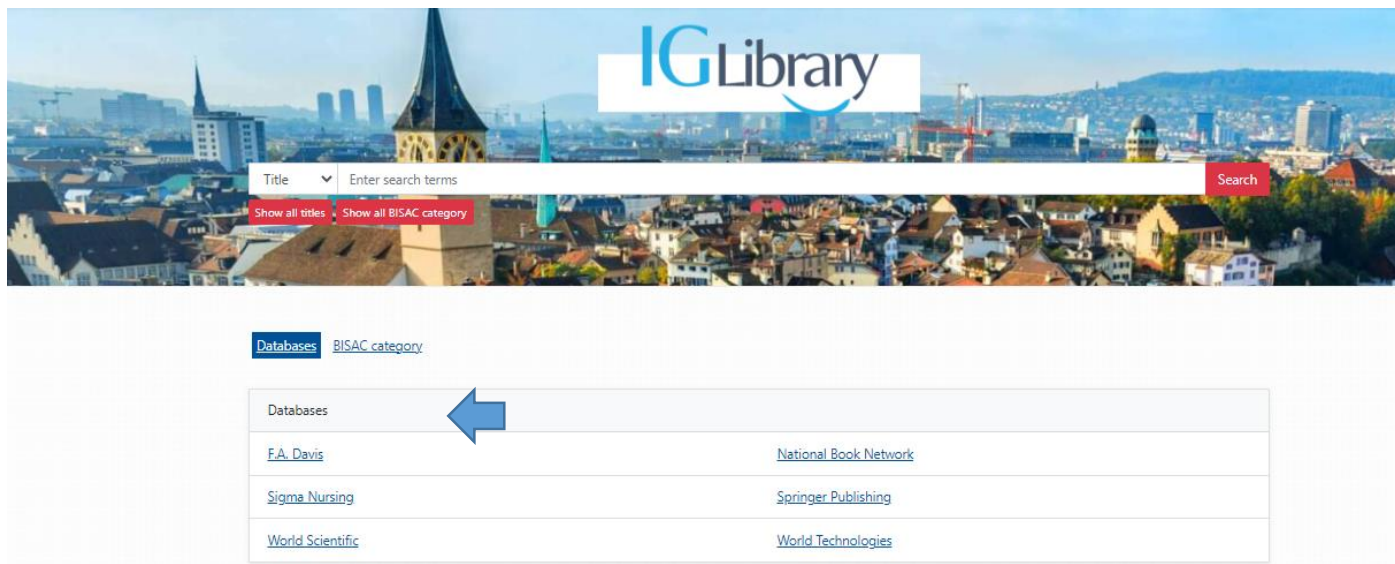 IGLibrary
Title Enter search terms Search
Show all titles Show all BISAC category
Databases BISAC category
Databases
F.A. Davis National Book Network
Sigma Nursing Springer Publishing
World Scientific World Technologies